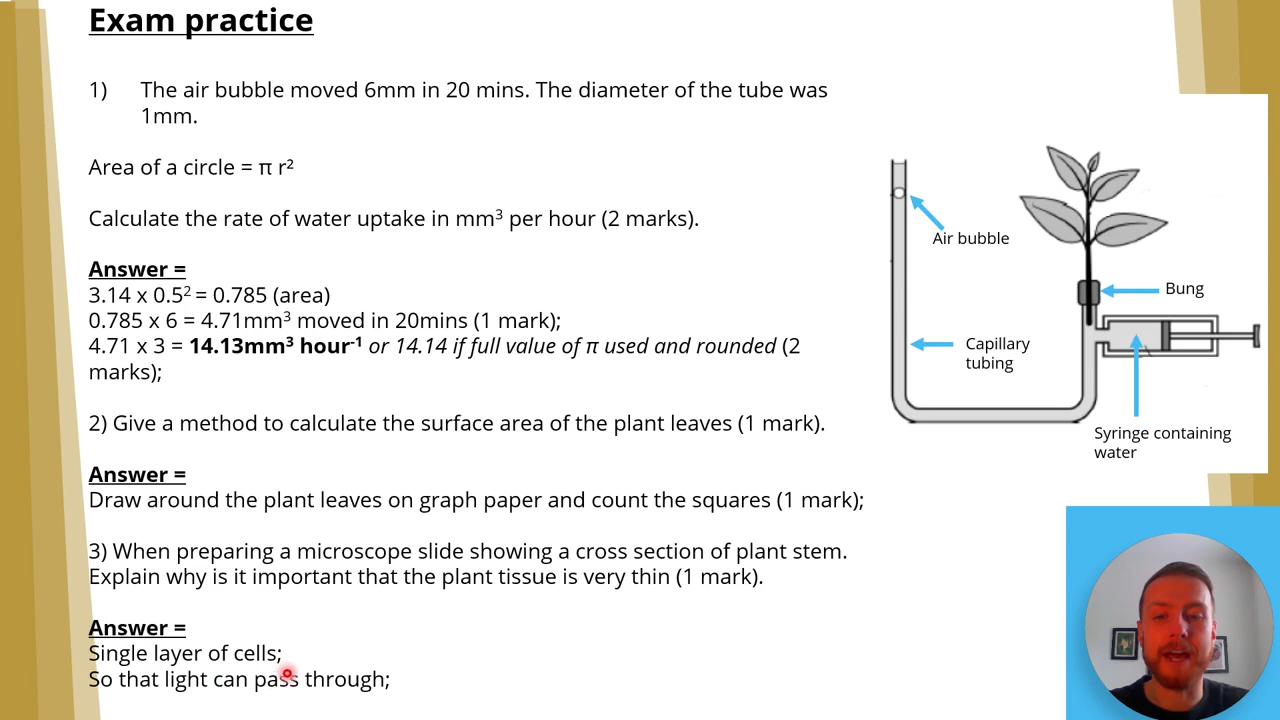 Exam practice
1) The air bubble moved 6mm in 20 mins. The diameter of the tube was
1mm.
Area of a circle = π r²
Calculate the rate of water uptake in mm³ per hour (2 marks).
Answer =
3.14 x 0.5² = 0.785 (area)
0.785 x 6 = 4.71mm³ moved in 20mins (1 mark);
4.71 x 3 = 14.13mm³ hour⁻¹ or 14.14 if full value of π used and rounded (2
marks);
2) Give a method to calculate the surface area of the plant leaves (1 mark).
Answer =
Draw around the plant leaves on graph paper and count the squares (1 mark);
3) When preparing a microscope slide showing a cross section of plant stem.
Explain why is it important that the plant tissue is very thin (1 mark).
Answer =
Single layer of cells;
So that light can pass through;
Air bubble
Bung
Capillary
tubing
Syringe containing
water